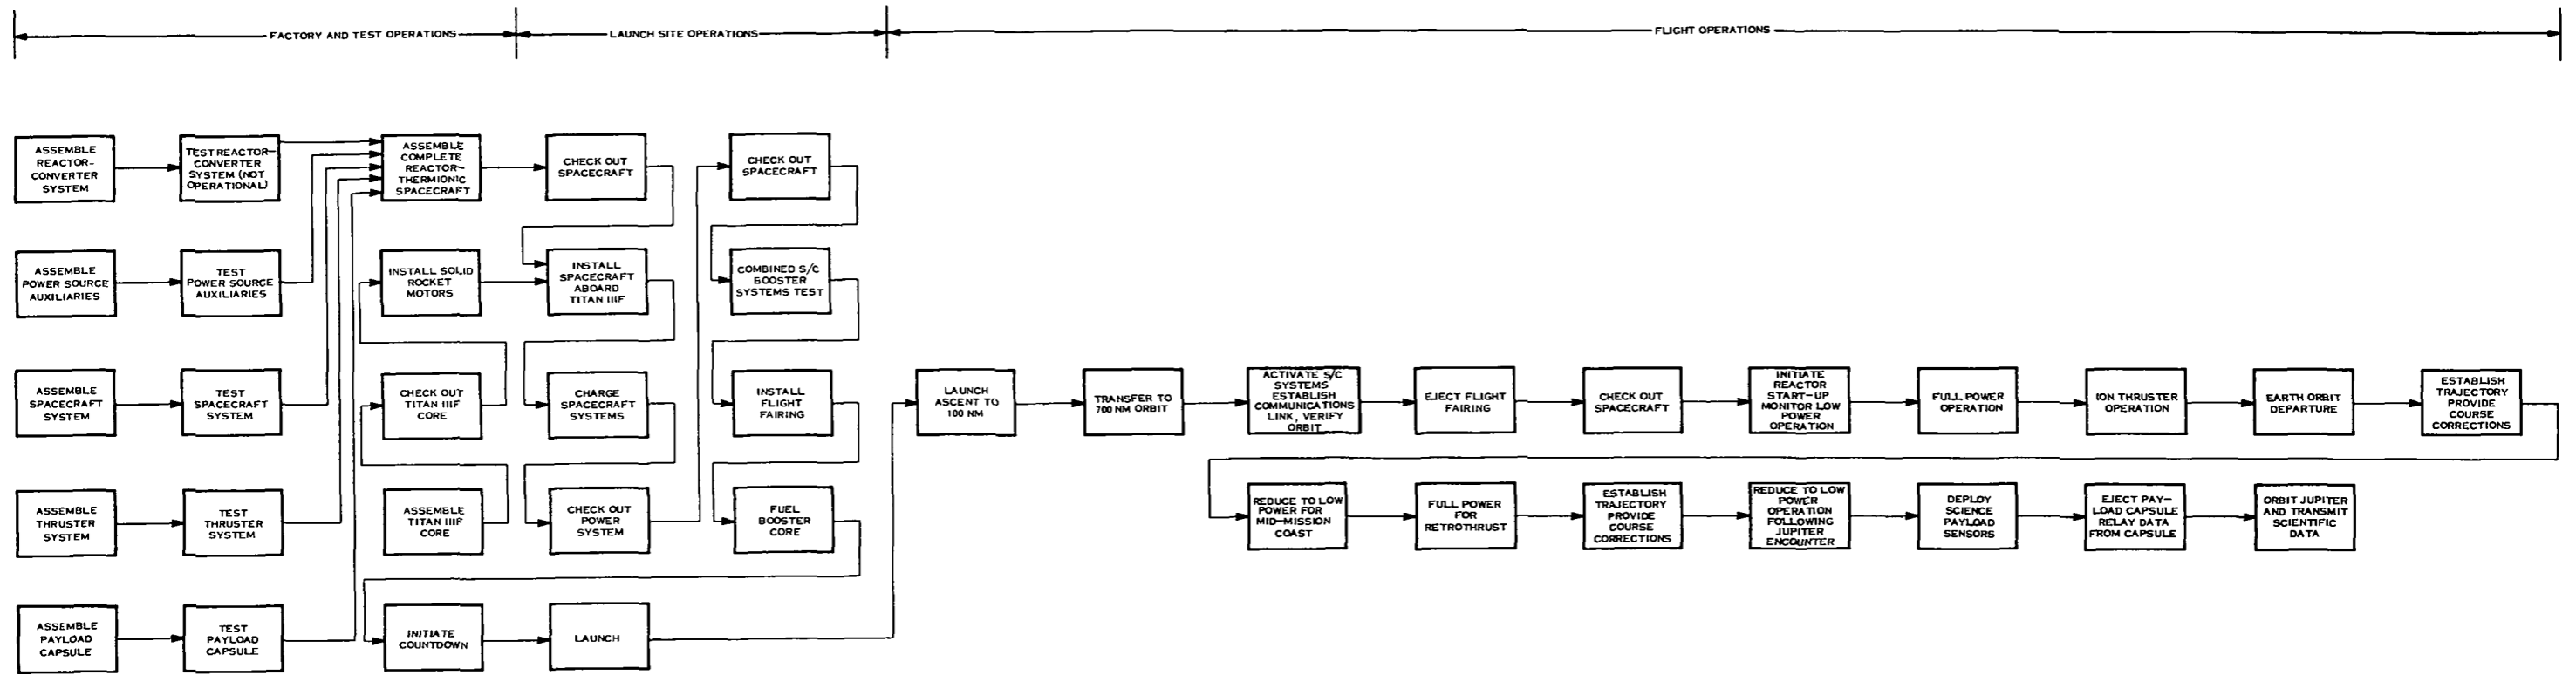 FACTORY AND TEST OPERATIONS
LAUNCH SITE OPERATIONS
FLIGHT OPERATIONS
ASSEMBLE
REACTOR-
CONVERTER
SYSTEM
TEST REACTOR-
CONVERTER
SYSTEM (NOT
OPERATIONAL)
ASSEMBLE
COMPLETE
REACTOR-
THERMIONIC
SPACECRAFT
CHECK OUT
SPACECRAFT
CHECK OUT
SPACECRAFT
ASSEMBLE
POWER SOURCE
AUXILIARIES
TEST
POWER SOURCE
AUXILIARIES
INSTALL SOLID
ROCKET
MOTORS
INSTALL
SPACECRAFT
ABOARD
TITAN IIIF
COMBINED S/C
BOOSTER
SYSTEMS TEST
ASSEMBLE
SPACECRAFT
SYSTEM
TEST
SPACECRAFT
SYSTEM
CHECK OUT
TITAN IIIF
CORE
CHARGE
SPACECRAFT
SYSTEMS
INSTALL
FLIGHT
FAIRING
LAUNCH
ASCENT TO
100 NM
TRANSFER TO
700 NM ORBIT
ACTIVATE S/C
SYSTEMS
ESTABLISH
COMMUNICATIONS
LINK, VERIFY
ORBIT
EJECT FLIGHT
FAIRING
CHECK OUT
SPACECRAFT
INITIATE
REACTOR
START-UP
MONITOR LOW
POWER
OPERATION
FULL POWER
OPERATION
ION THRUSTER
OPERATION
EARTH ORBIT
DEPARTURE
ESTABLISH
TRAJECTORY
PROVIDE
COURSE
CORRECTIONS
ASSEMBLE
THRUSTER
SYSTEM
TEST
THRUSTER
SYSTEM
ASSEMBLE
TITAN IIIF
CORE
CHECK OUT
POWER
SYSTEM
FUEL
BOOSTER
CORE
REDUCE TO LOW
POWER FOR
MID-MISSION
COAST
FULL POWER
FOR
RETROTHRUST
ESTABLISH
TRAJECTORY
PROVIDE
COURSE
CORRECTIONS
REDUCE TO LOW
POWER
OPERATION
FOLLOWING
JUPITER
ENCOUNTER
DEPLOY
SCIENCE
PAYLOAD
SENSORS
EJECT PAY-
LOAD CAPSULE
RELAY DATA
FROM CAPSULE
ORBIT JUPITER
AND TRANSMIT
SCIENTIFIC
DATA
ASSEMBLE
PAYLOAD
CAPSULE
TEST
PAYLOAD
CAPSULE
INITIATE
COUNTDOWN
LAUNCH